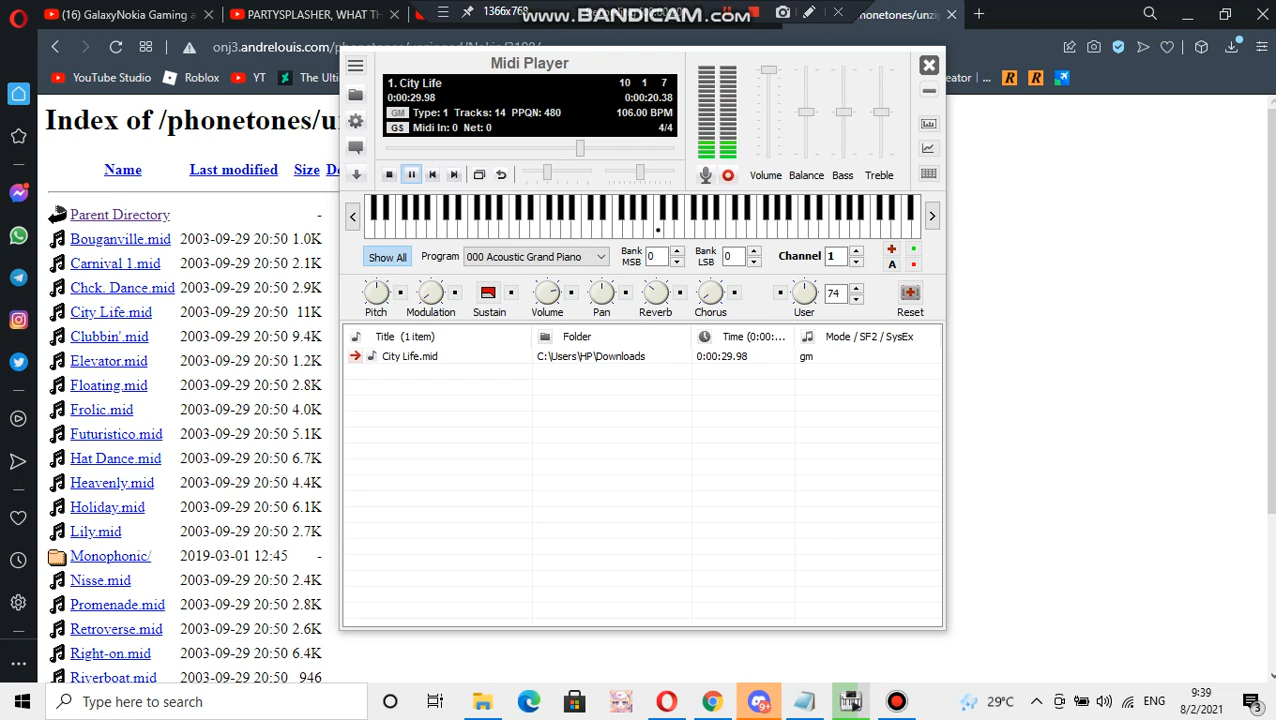 (16) GalaxyNokia Gaming a
(14) PARTYSPLASHER, WHAT TH
1366x768
www.BANDICAM.com
onetones/unzip
onj3.andrelouis.com/phonetones/unzipped/Nokia/3100/
YouTube Studio
Roblox
YT
The Ulti
eator | ...
Index of /phonetones/u
Name Last modified Size De
Parent Directory -
Bouganville.mid 2003-09-29 20:50 1.0K
Carnival 1.mid 2003-09-29 20:50 2.1K
Chck. Dance.mid 2003-09-29 20:50 2.9K
City Life.mid 2003-09-29 20:50 11K
Clubbin'.mid 2003-09-29 20:50 9.4K
Elevator.mid 2003-09-29 20:50 3.8K
Floating.mid 2003-09-29 20:50 2.8K
Frolic.mid 2003-09-29 20:50 4.0K
Futuristico.mid 2003-09-29 20:50 5.1K
Hat Dance.mid 2003-09-29 20:50 6.7K
Heavenly.mid 2003-09-29 20:50 4.4K
Holiday.mid 2003-09-29 20:50 6.1K
Lily.mid 2003-09-29 20:50 2.7K
Monophonic/ 2019-03-01 12:45 -
Nisse.mid 2003-09-29 20:50 2.4K
Promenade.mid 2003-09-29 20:50 2.8K
Retroverse.mid 2003-09-29 20:50 2.6K
Right-on.mid 2003-09-29 20:50 6.4K
Riverboat.mid 2003-09-29 20:50 946
Midi Player
1. City Life 10 1 7
0:00:29.98 0:00:20.38
GM Type: 1 Tracks: 14 PPQN: 480 106.00 BPM
GS Midi In: 0 Net: 0 4/4
Volume Balance Bass Treble
Show All Program 000 Acoustic Grand Piano Bank MSB 0 Bank LSB 0 Channel 1 A
74
Pitch Modulation Sustain Volume Pan Reverb Chorus User Reset
Title (1 item) Folder Time (0:00:... Mode / SF2 / SysEx
City Life.mid C:\Users\HP\Downloads 0:00:29.98 gm
Type here to search
9+
29°C
ENG
9:39
8/2/2021
3